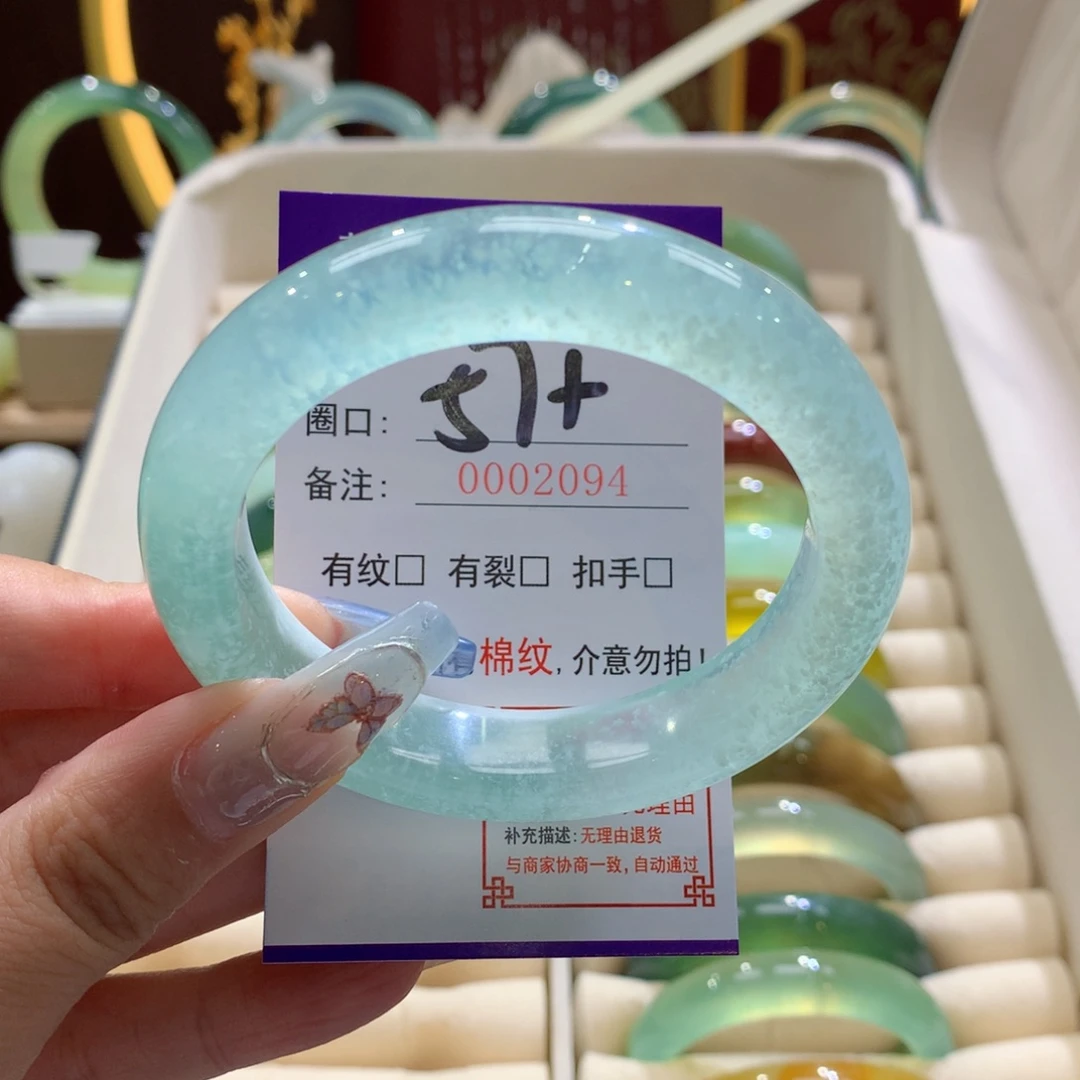 圈口: 57+
备注: 0002094
有纹□ 有裂□ 扣手□
棉纹, 介意勿拍!
理由
补充描述:无理由退货
与商家协商一致, 自动通过